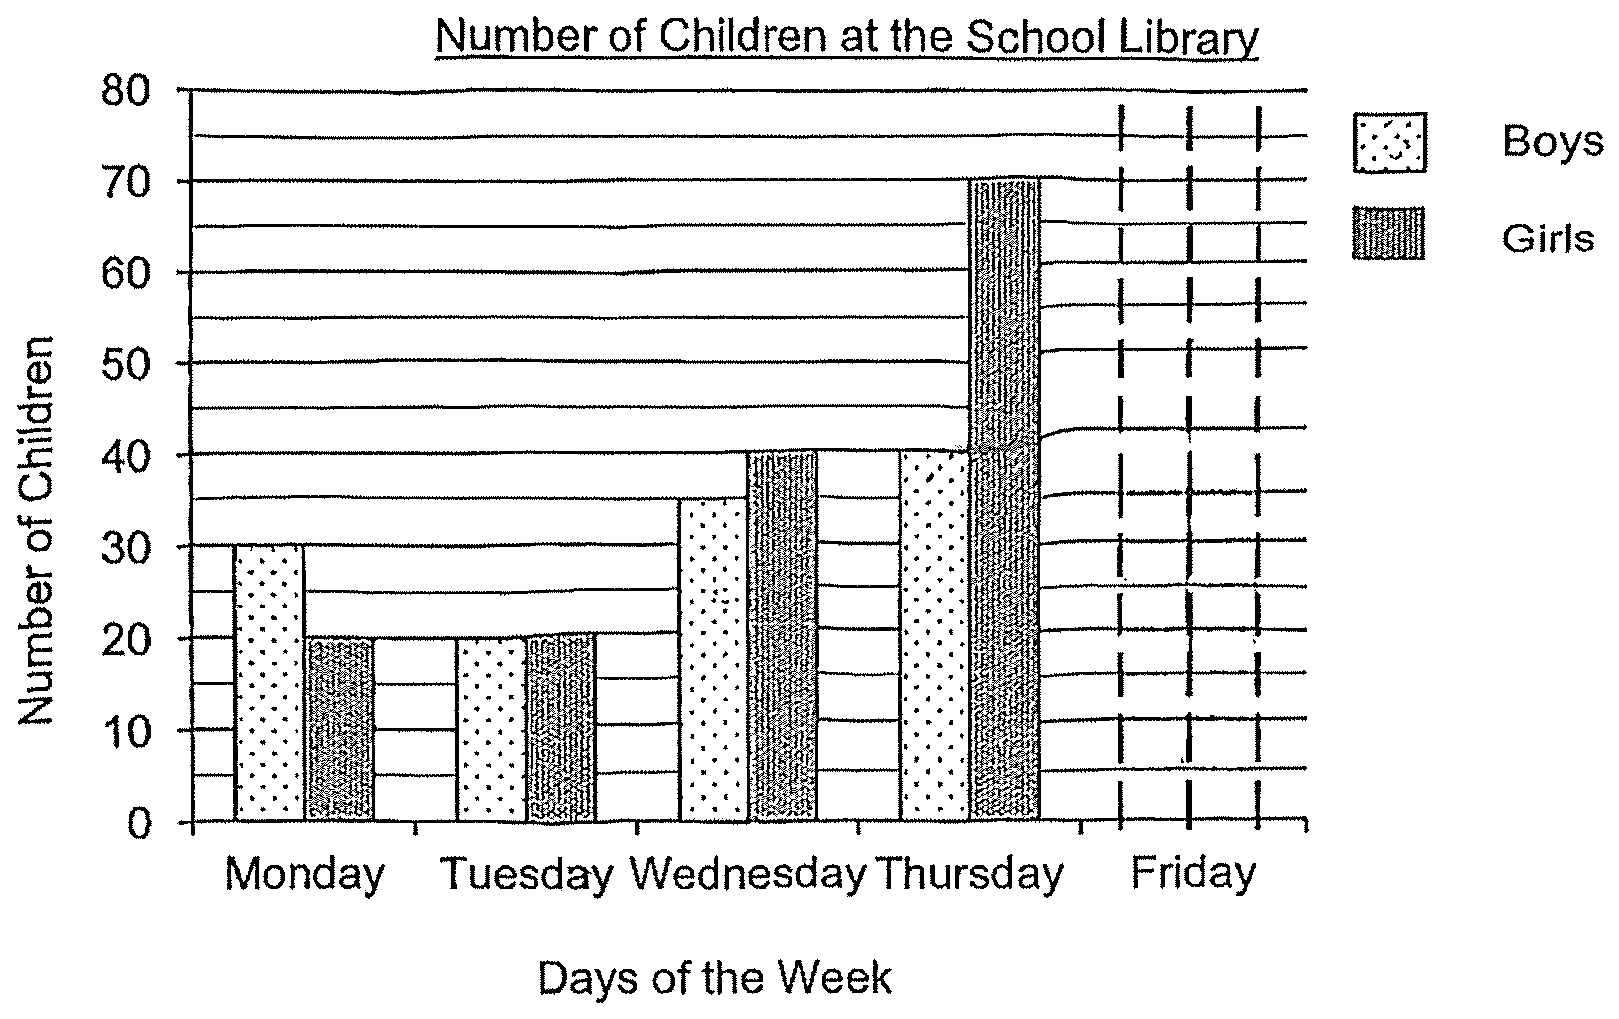 Number of Children at the School Library
80
70
60
50
40
30
20
10
0
Number of Children
Boys
Girls
Monday Tuesday Wednesday Thursday Friday
Days of the Week